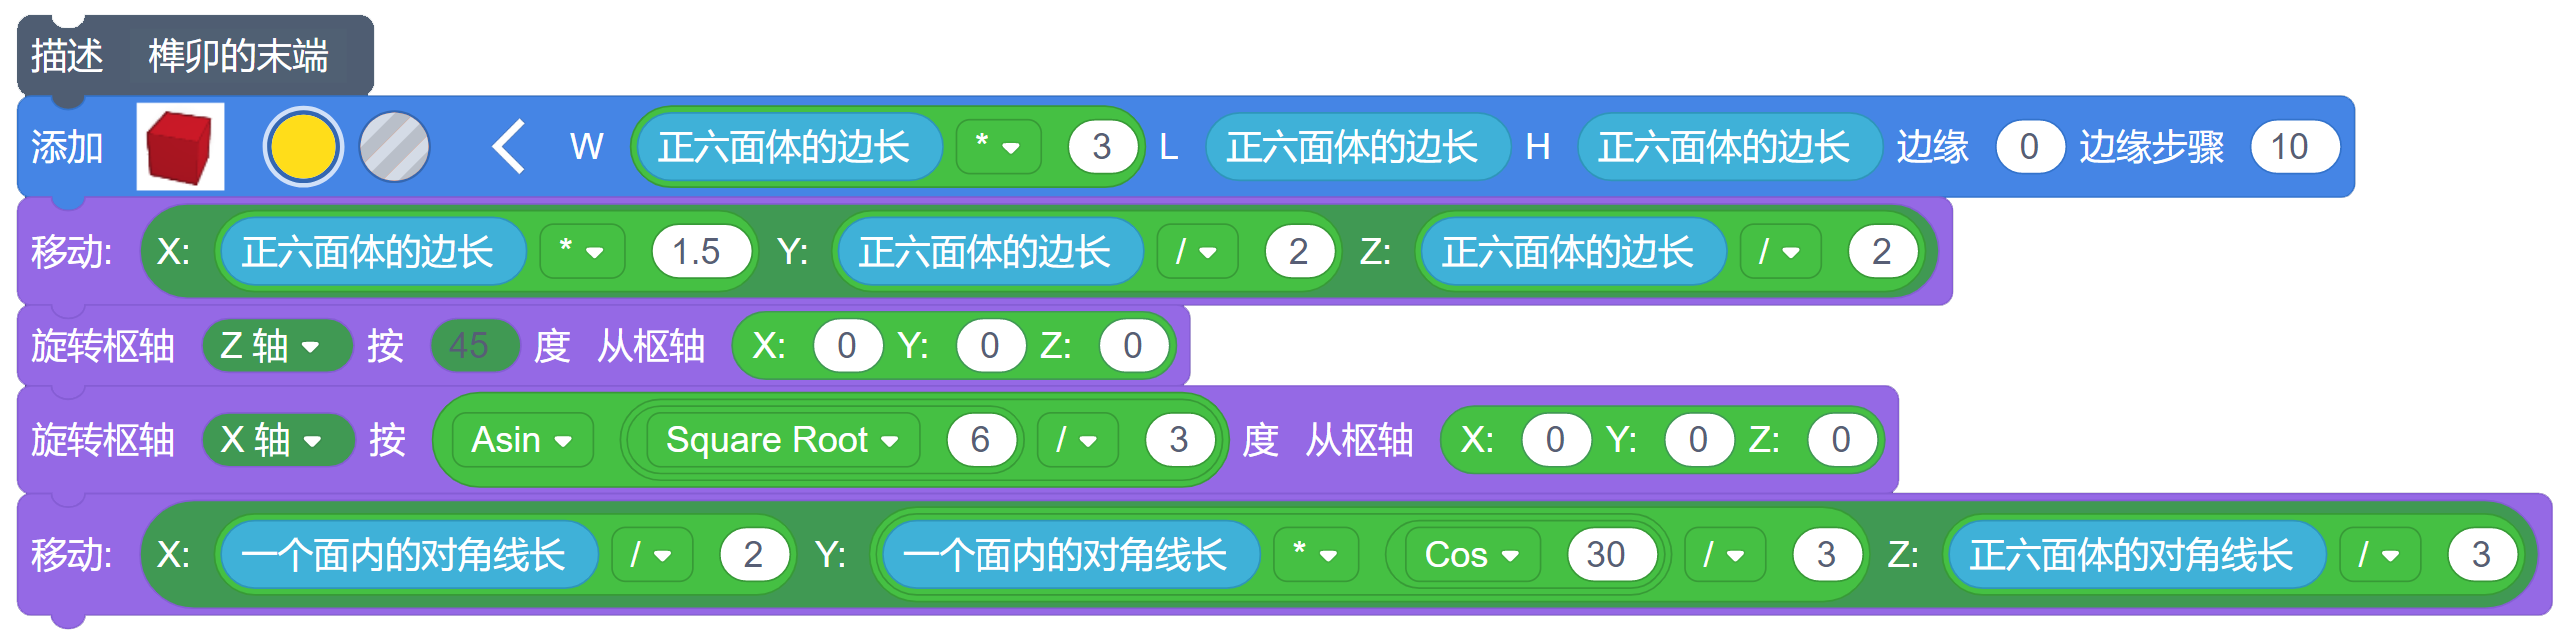 描述 榫卯的末端
添加 W 正六面体的边长 * 3 L 正六面体的边长 H 正六面体的边长 边缘 0 边缘步骤 10
移动: X: 正六面体的边长 * 1.5 Y: 正六面体的边长 / 2 Z: 正六面体的边长 / 2
旋转枢轴 Z 轴 按 45 度 从枢轴 X: 0 Y: 0 Z: 0
旋转枢轴 X 轴 按 Asin Square Root 6 / 3 度 从枢轴 X: 0 Y: 0 Z: 0
移动: X: 一个面内的对角线长 / 2 Y: 一个面内的对角线长 * Cos 30 / 3 Z: 正六面体的对角线长 / 3